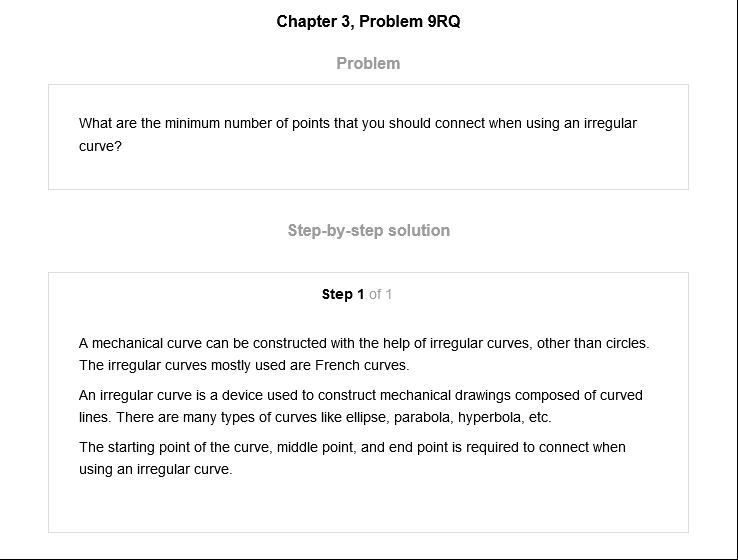 Chapter 3, Problem 9RQ
Problem
What are the minimum number of points that you should connect when using an irregular
curve?
Step-by-step solution
Step 1 of 1
A mechanical curve can be constructed with the help of irregular curves, other than circles.
The irregular curves mostly used are French curves.
An irregular curve is a device used to construct mechanical drawings composed of curved
lines. There are many types of curves like ellipse, parabola, hyperbola, etc.
The starting point of the curve, middle point, and end point is required to connect when
using an irregular curve.